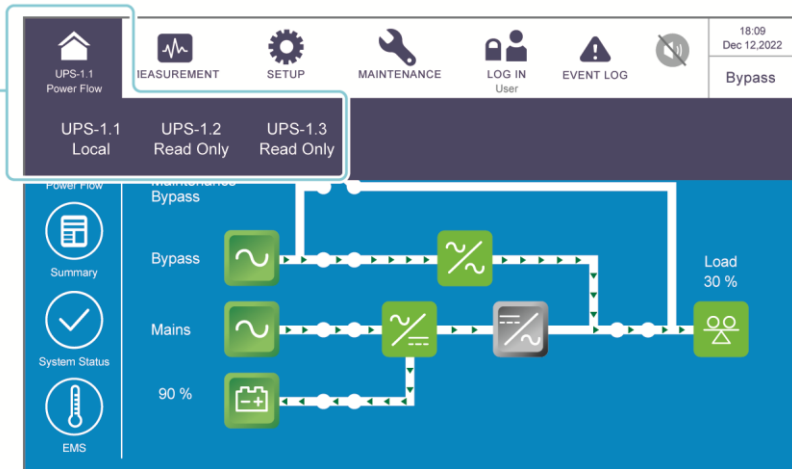 UPS-1.1
Power Flow
MEASUREMENT
SETUP
MAINTENANCE
LOG IN
User
EVENT LOG
18:09
Dec 12,2022
Bypass
UPS-1.1
Local
UPS-1.2
Read Only
UPS-1.3
Read Only
Power Flow
Maintenance
Bypass
Summary
Bypass
Load
30 %
System Status
Mains
90 %
EMS